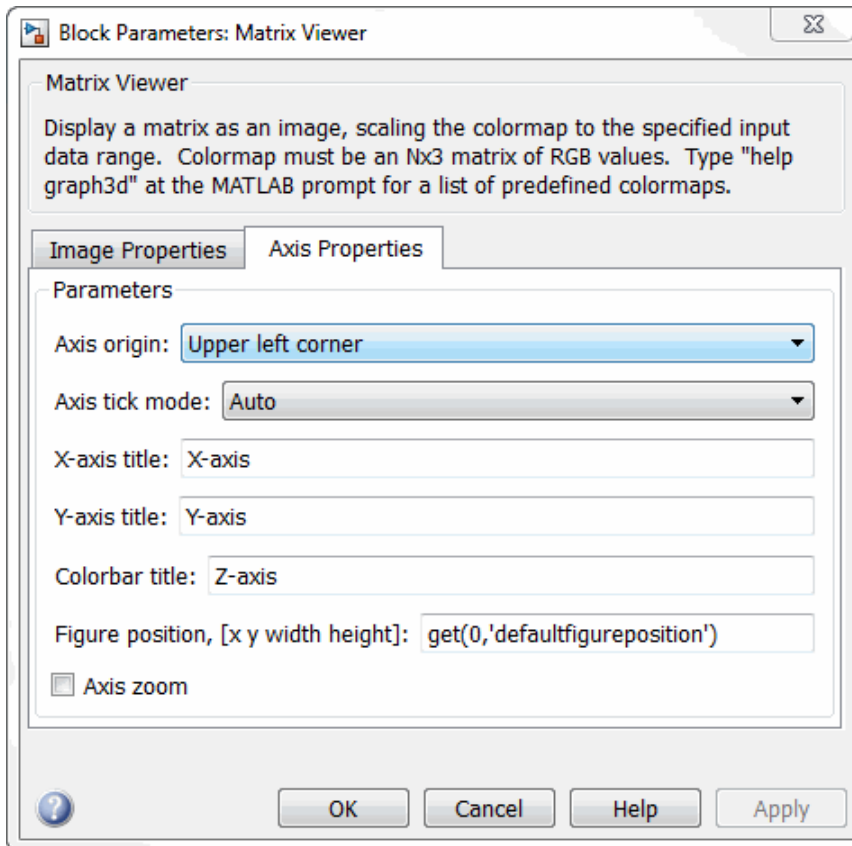 Block Parameters: Matrix Viewer
Matrix Viewer
Display a matrix as an image, scaling the colormap to the specified input
data range.  Colormap must be an Nx3 matrix of RGB values.  Type "help
graph3d" at the MATLAB prompt for a list of predefined colormaps.
Image Properties Axis Properties
Parameters
Axis origin: Upper left corner
Axis tick mode: Auto
X-axis title: X-axis
Y-axis title: Y-axis
Colorbar title: Z-axis
Figure position, [x y width height]: get(0,'defaultfigureposition')
Axis zoom
OK Cancel Help Apply